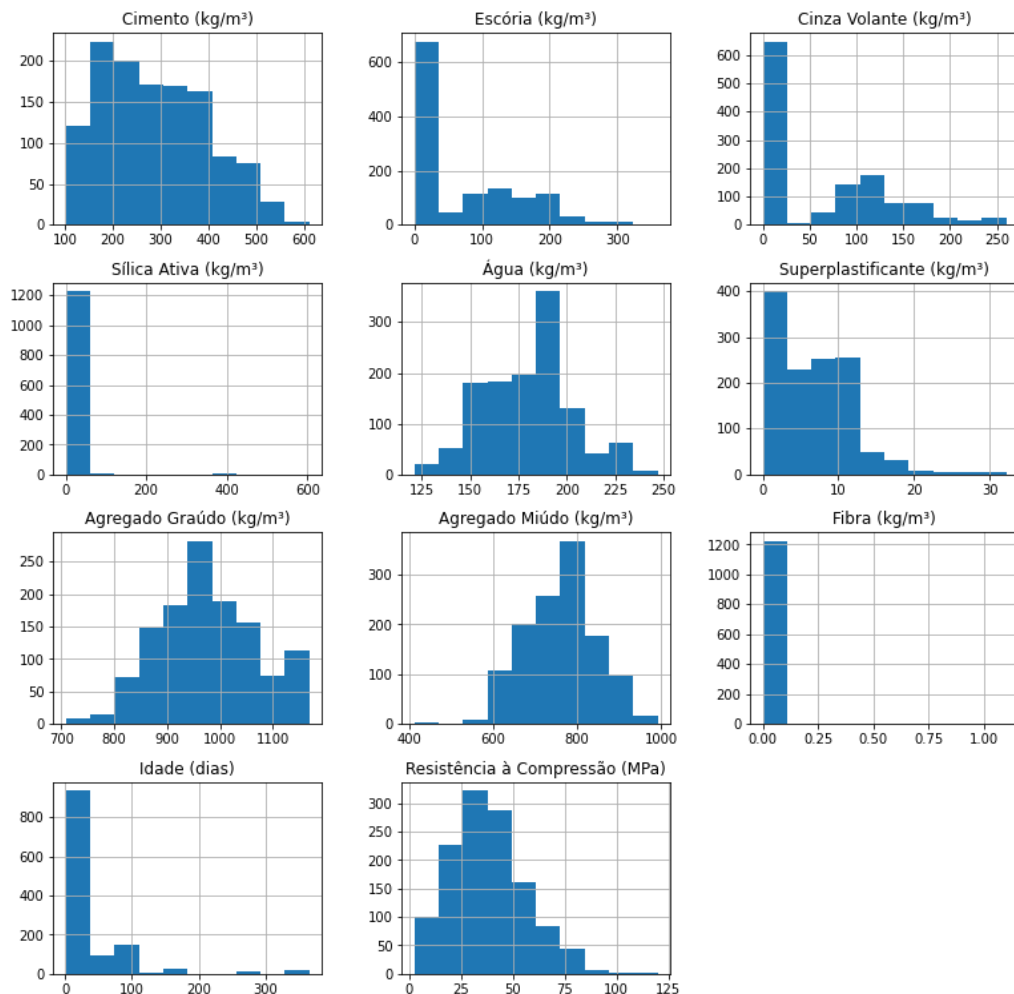 Cimento (kg/m³)
200
150
100
50
0
100 200 300 400 500 600
Escória (kg/m³)
600
400
200
0
0 100 200 300
Cinza Volante (kg/m³)
600
500
400
300
200
100
0
0 50 100 150 200 250
Sílica Ativa (kg/m³)
1200
1000
800
600
400
200
0
0 200 400 600
Água (kg/m³)
300
200
100
0
125 150 175 200 225 250
Superplastificante (kg/m³)
400
300
200
100
0
0 10 20 30
Agregado Graúdo (kg/m³)
250
200
150
100
50
0
700 800 900 1000 1100
Agregado Miúdo (kg/m³)
300
200
100
0
400 600 800 1000
Fibra (kg/m³)
1200
1000
800
600
400
200
0
0.00 0.25 0.50 0.75 1.00
Idade (dias)
800
600
400
200
0
0 100 200 300
Resistência à Compressão (MPa)
300
250
200
150
100
50
0
0 25 50 75 100 125